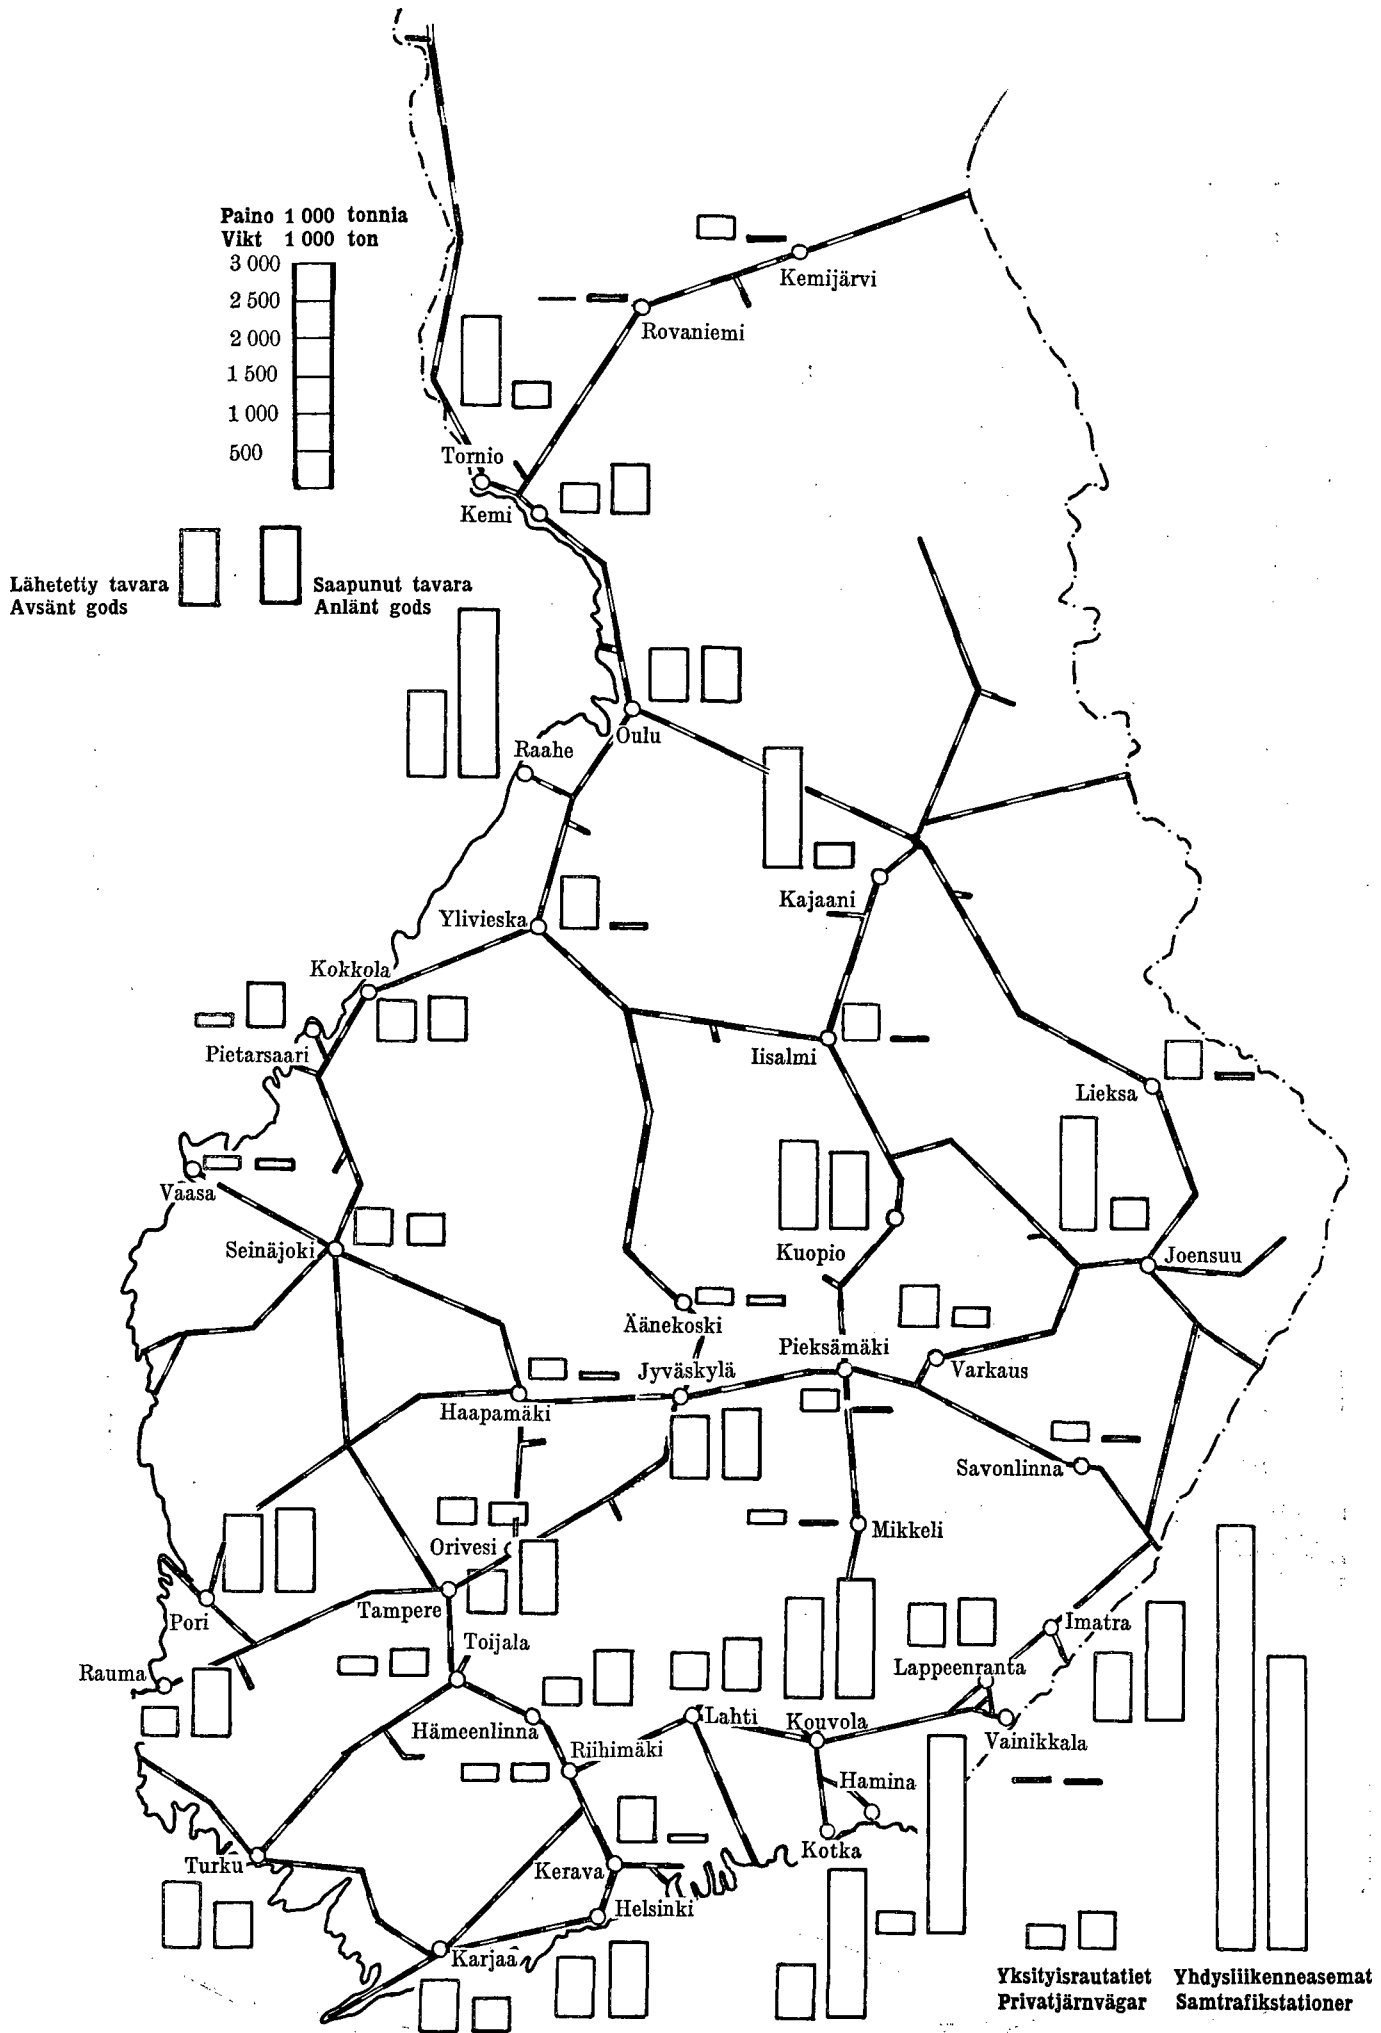 Paino 1 000 tonnia
Vikt 1 000 ton
3 000
2 500
2 000
1 500
1 000
500
Lähetetty tavara
Avsänt gods
Saapunut tavara
Anlänt gods
Kemijärvi
Rovaniemi
Tornio
Kemi
Oulu
Raahe
Kajaani
Ylivieska
Kokkola
Pietarsaari
Iisalmi
Lieksa
Vaasa
Seinäjoki
Kuopio
Joensuu
Äänekoski
Pieksämäki
Jyväskylä
Varkaus
Haapamäki
Savonlinna
Mikkeli
Orivesi
Pori
Tampere
Imatra
Toijala
Rauma
Lappeenranta
Hämeenlinna
Lahti
Kouvola
Vainikkala
Riihimäki
Hamina
Kotka
Turku
Kerava
Helsinki
Karjaa
Yksityisrautatiet
Privatjärnvägar
Yhdysliikenneasemat
Samtrafikstationer